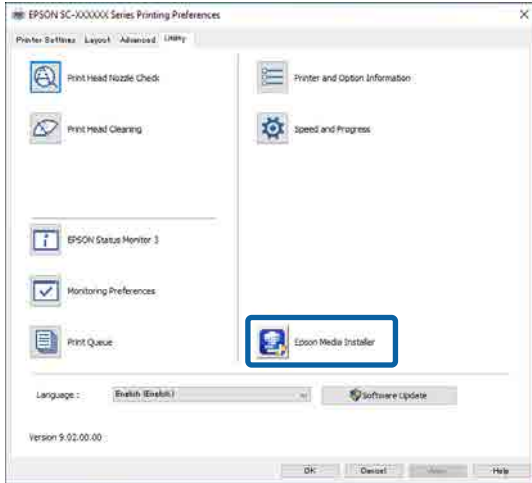 EPSON SC-XXXXXX Series Printing Preferences
Printer Settings Layout Advanced Utility
Print Head Nozzle Check
Printer and Option Information
Print Head Cleaning
Speed and Progress
EPSON Status Monitor 3
Monitoring Preferences
Print Queue
Epson Media Installer
Language :
English (English)
Software Update
Version 9.02.00.00
OK Cancel Apply Help